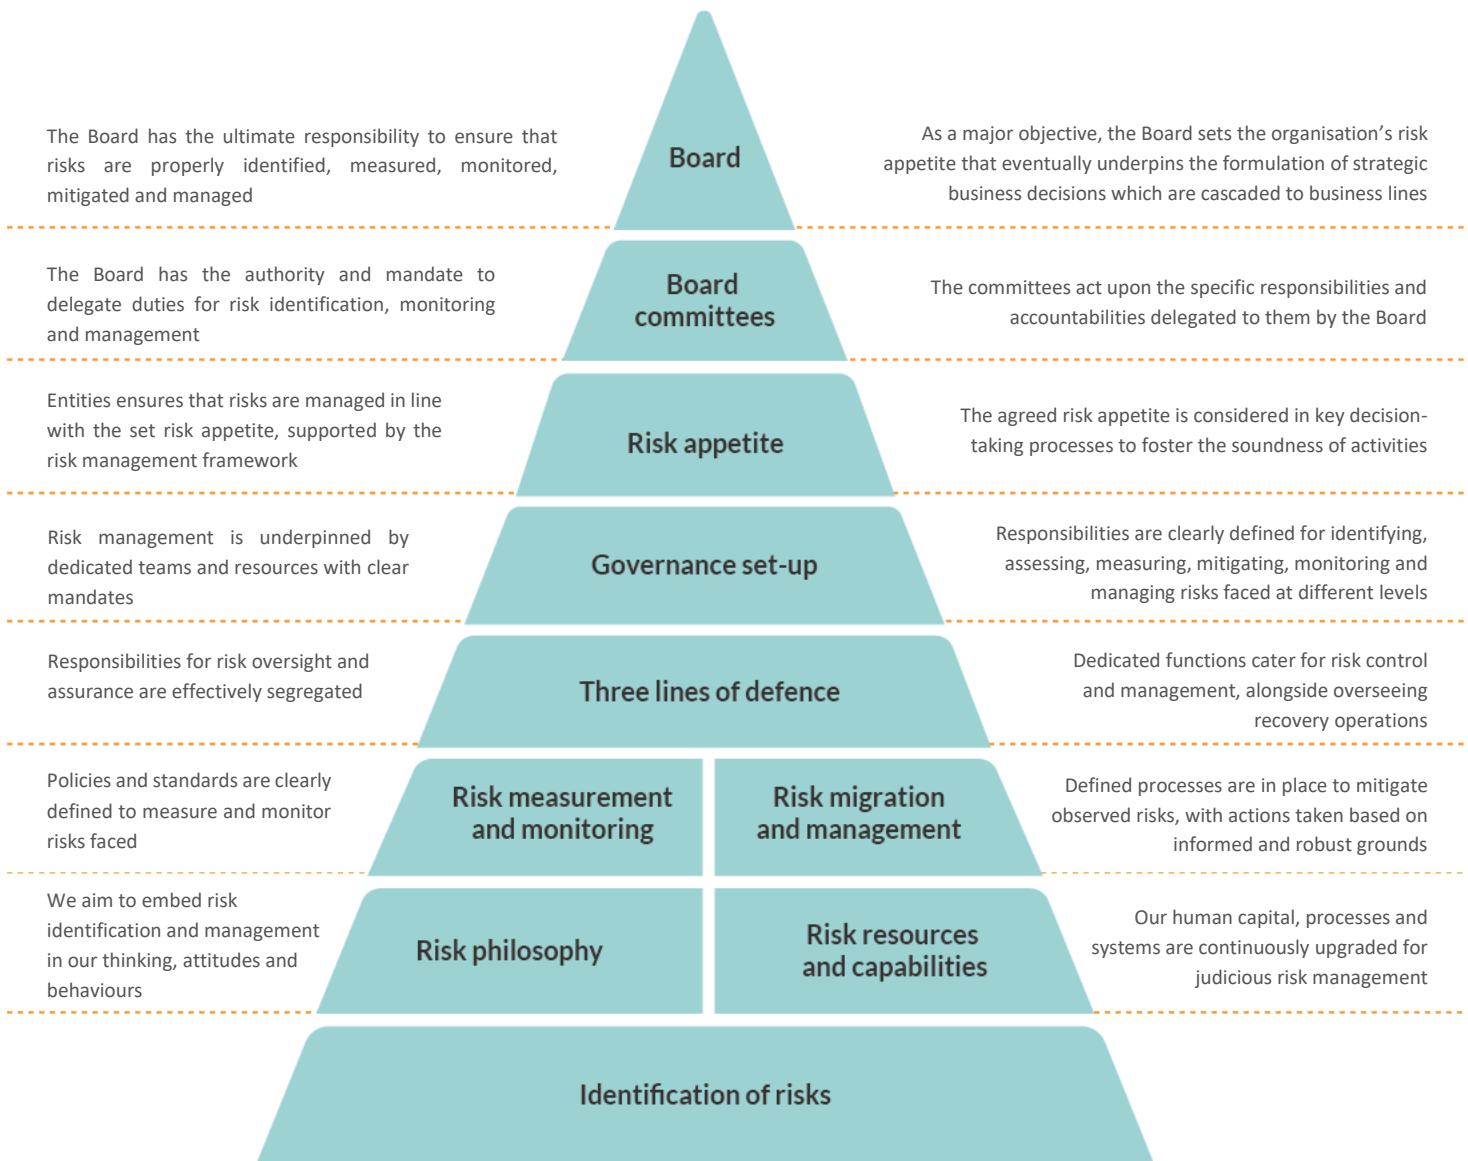 The Board has the ultimate responsibility to ensure that
risks are properly identified, measured, monitored,
mitigated and managed
Board
As a major objective, the Board sets the organisation’s risk
appetite that eventually underpins the formulation of strategic
business decisions which are cascaded to business lines
The Board has the authority and mandate to
delegate duties for risk identification, monitoring
and management
Board
committees
The committees act upon the specific responsibilities and
accountabilities delegated to them by the Board
Entities ensures that risks are managed in line
with the set risk appetite, supported by the
risk management framework
Risk appetite
The agreed risk appetite is considered in key decision-
taking processes to foster the soundness of activities
Risk management is underpinned by
dedicated teams and resources with clear
mandates
Governance set-up
Responsibilities are clearly defined for identifying,
assessing, measuring, mitigating, monitoring and
managing risks faced at different levels
Responsibilities for risk oversight and
assurance are effectively segregated
Three lines of defence
Dedicated functions cater for risk control
and management, alongside overseeing
recovery operations
Policies and standards are clearly
defined to measure and monitor
risks faced
Risk measurement
and monitoring
Risk migration
and management
Defined processes are in place to mitigate
observed risks, with actions taken based on
informed and robust grounds
We aim to embed risk
identification and management
in our thinking, attitudes and
behaviours
Risk philosophy
Risk resources
and capabilities
Our human capital, processes and
systems are continuously upgraded for
judicious risk management
Identification of risks